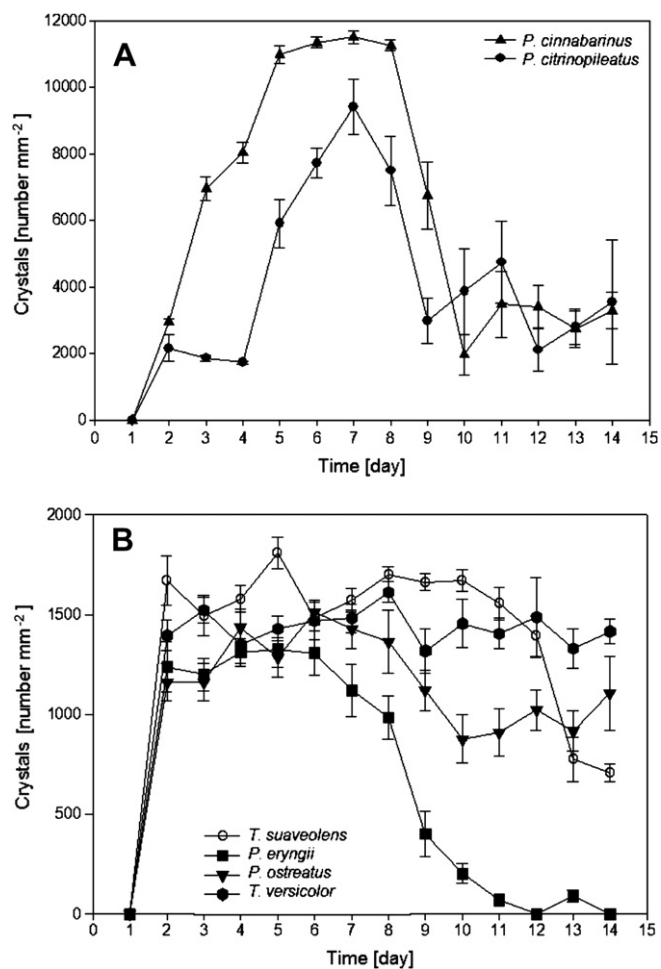 A
P. cinnabarinus
P. citrinopileatus
Crystals [number mm-2]
12000
10000
8000
6000
4000
2000
0
0 1 2 3 4 5 6 7 8 9 10 11 12 13 14 15
Time [day]
B
Crystals [number mm-2]
2000
1500
1000
500
0
T. suaveolens
P. eryngii
P. ostreatus
T. versicolor
0 1 2 3 4 5 6 7 8 9 10 11 12 13 14 15
Time [day]